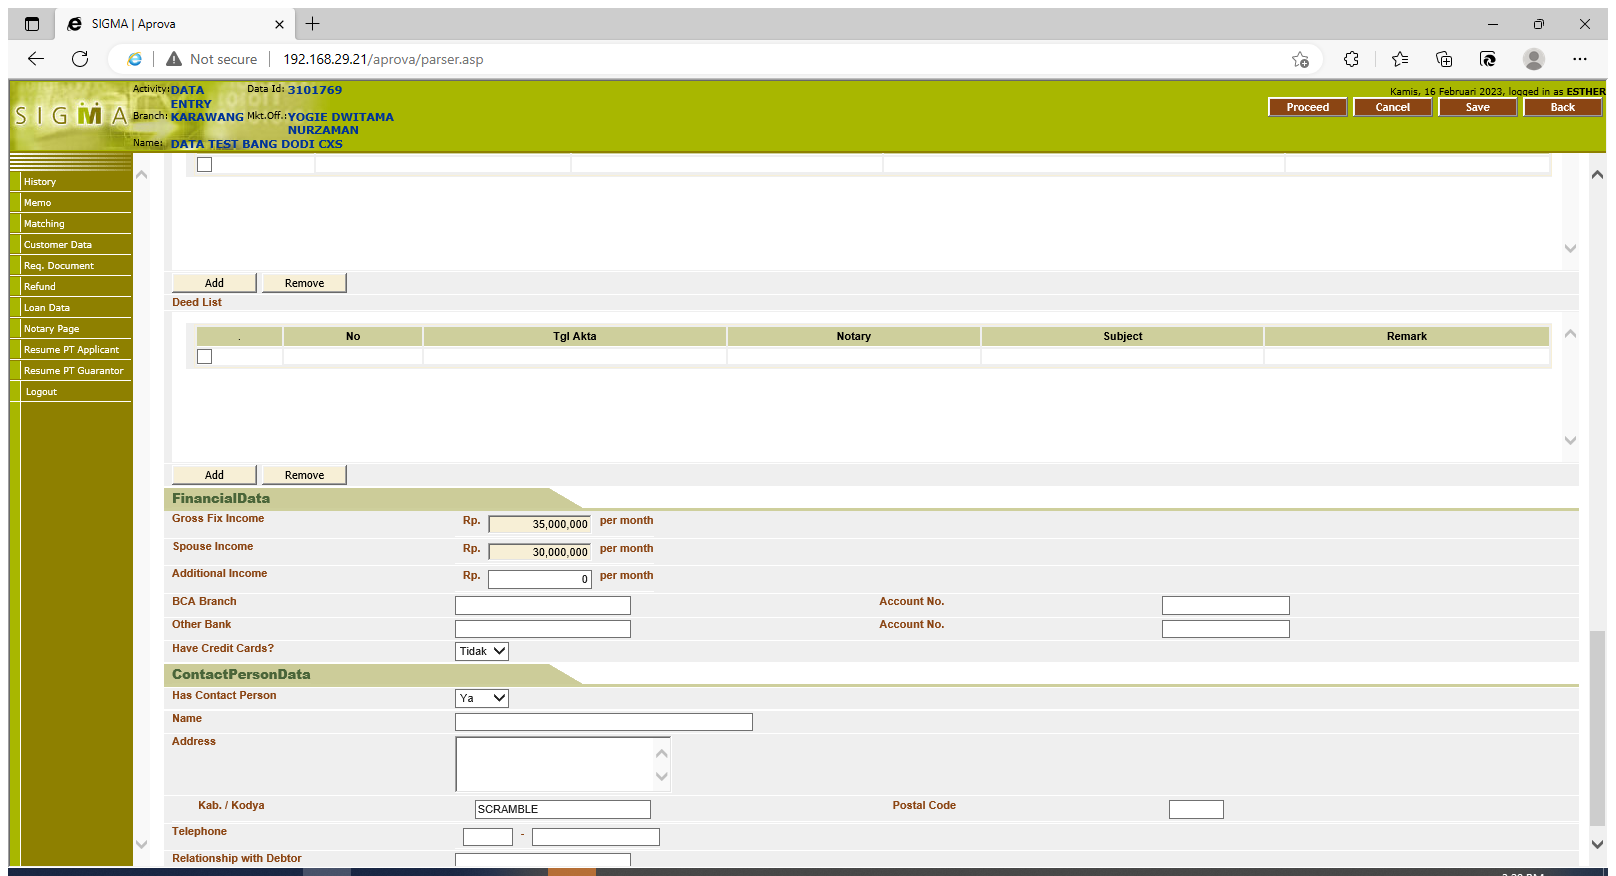 SIGMA | Aprova
Not secure
192.168.29.21/aprova/parser.asp
SIGMA
Activity: DATA ENTRY
Data Id: 3101769
Branch: KARAWANG
Mkt.Off.: YOGIE DWITAMA NURZAMAN
Name: DATA TEST BANG DODI CXS
Kamis, 16 Februari 2023, logged in as ESTHER
Proceed Cancel Save Back
History
Memo
Matching
Customer Data
Req. Document
Refund
Loan Data
Notary Page
Resume PT Applicant
Resume PT Guarantor
Logout
Add Remove
Deed List
. No Tgl Akta Notary Subject Remark
Add Remove
FinancialData
Gross Fix Income Rp. 35,000,000 per month
Spouse Income Rp. 30,000,000 per month
Additional Income Rp. 0 per month
BCA Branch Account No.
Other Bank Account No.
Have Credit Cards? Tidak
ContactPersonData
Has Contact Person Ya
Name
Address
Kab. / Kodya SCRAMBLE Postal Code
Telephone -
Relationship with Debtor